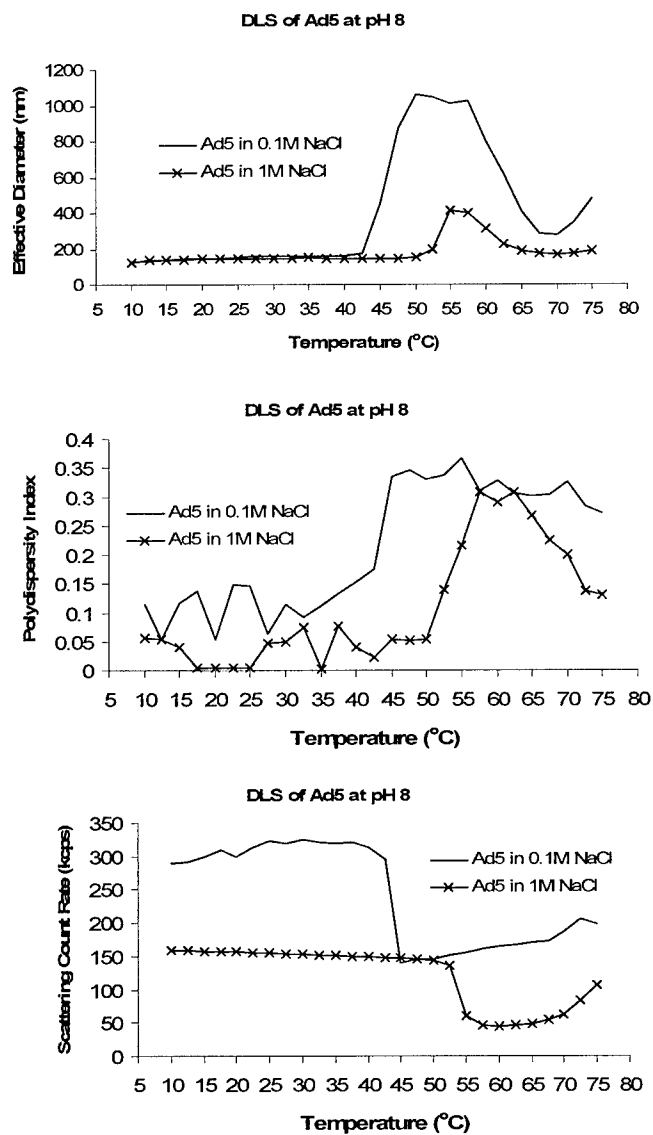 DLS of Ad5 at pH 8
1200
1000
800
600
400
200
0
Effective Diameter (nm)
Ad5 in 0.1M NaCl
Ad5 in 1M NaCl
5 10 15 20 25 30 35 40 45 50 55 60 65 70 75 80
Temperature (°C)
DLS of Ad5 at pH 8
0.4
0.35
0.3
0.25
0.2
0.15
0.1
0.05
0
Polydispersity Index
Ad5 in 0.1M NaCl
Ad5 in 1M NaCl
5 10 15 20 25 30 35 40 45 50 55 60 65 70 75 80
Temperature (°C)
DLS of Ad5 at pH 8
350
300
250
200
150
100
50
0
Scattering Count Rate (kcps)
Ad5 in 0.1M NaCl
Ad5 in 1M NaCl
5 10 15 20 25 30 35 40 45 50 55 60 65 70 75 80
Temperature (°C)